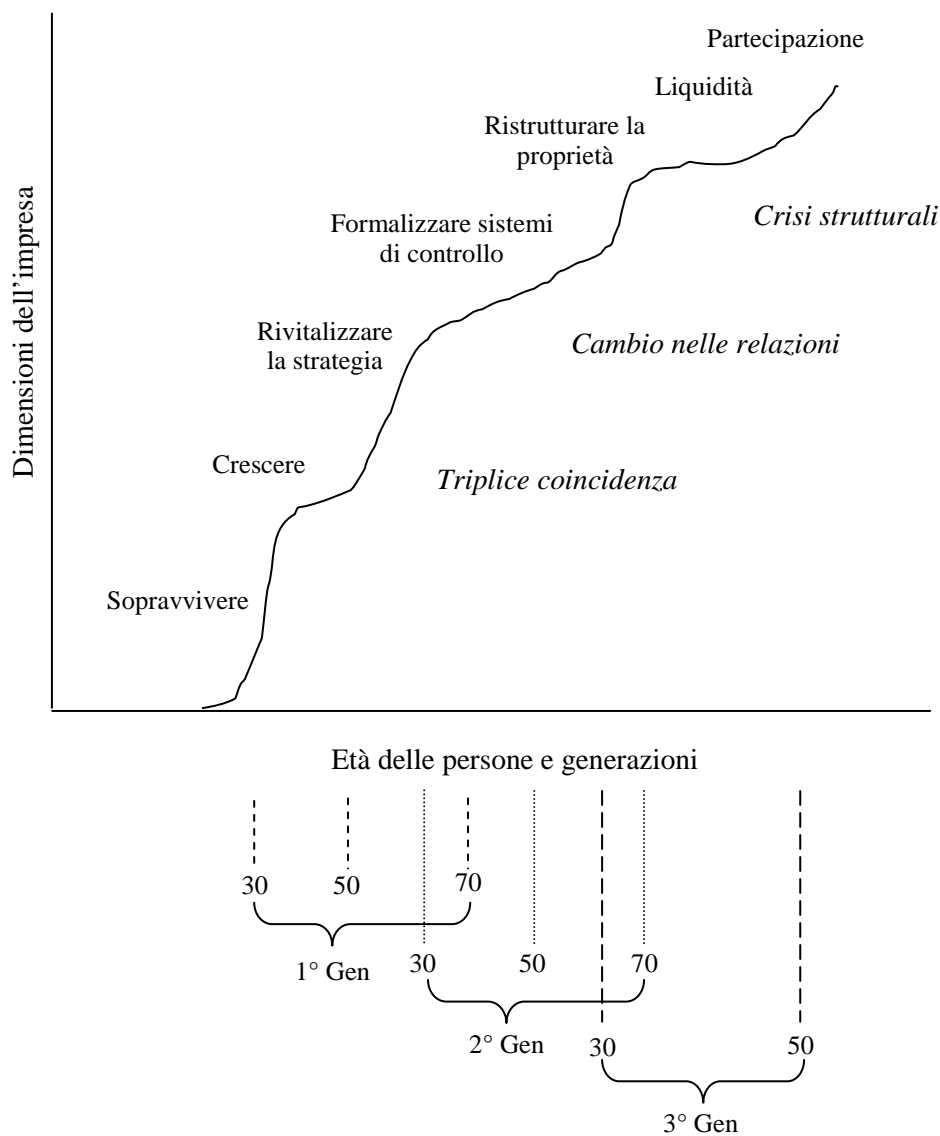 Partecipazione
Liquidità
Ristrutturare la
proprietà
Crisi strutturali
Formalizzare sistemi
di controllo
Rivitalizzare
la strategia
Cambio nelle relazioni
Crescere
Triplice coincidenza
Sopravvivere
Dimensioni dell'impresa
Età delle persone e generazioni
30 50 70
1° Gen
30 50 70
2° Gen
30 50
3° Gen